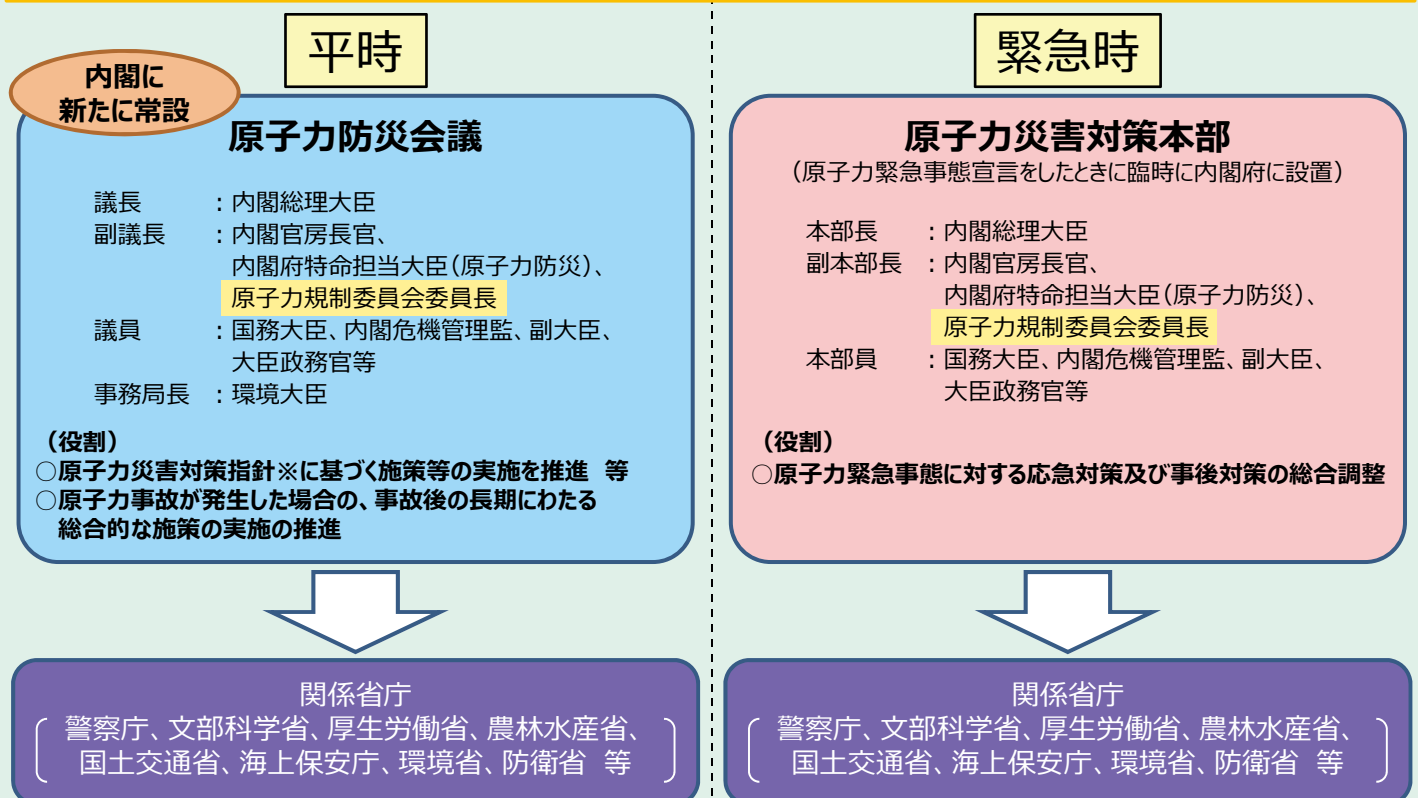 平時
内閣に
新たに常設
原子力防災会議
議長 :内閣総理大臣
副議長 :内閣官房長官、
内閣府特命担当大臣(原子力防災)、
原子力規制委員会委員長
議員 :国務大臣、内閣危機管理監、副大臣、
大臣政務官等
事務局長 :環境大臣
(役割)
○原子力災害対策指針※に基づく施策等の実施を推進 等
○原子力事故が発生した場合の、事故後の長期にわたる
総合的な施策の実施の推進
関係省庁
警察庁、文部科学省、厚生労働省、農林水産省、
国土交通省、海上保安庁、環境省、防衛省 等
緊急時
原子力災害対策本部
(原子力緊急事態宣言をしたときに臨時に内閣府に設置)
本部長 :内閣総理大臣
副本部長 :内閣官房長官、
内閣府特命担当大臣(原子力防災)、
原子力規制委員会委員長
本部員 :国務大臣、内閣危機管理監、副大臣、
大臣政務官等
(役割)
○原子力緊急事態に対する応急対策及び事後対策の総合調整
関係省庁
警察庁、文部科学省、厚生労働省、農林水産省、
国土交通省、海上保安庁、環境省、防衛省 等